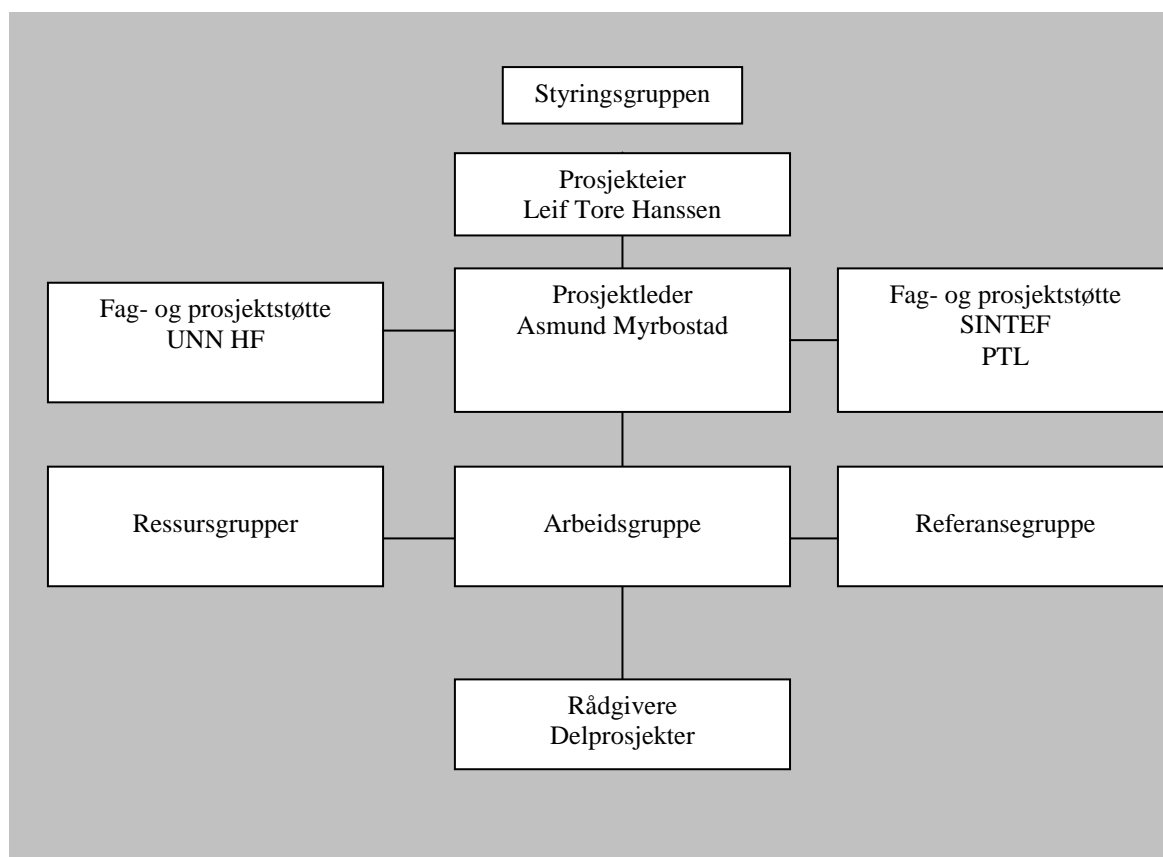 Styringsgruppen
Prosjekteier
Leif Tore Hanssen
Fag- og prosjektstøtte
UNN HF
Prosjektleder
Asmund Myrbostad
Fag- og prosjektstøtte
SINTEF
PTL
Ressursgrupper
Arbeidsgruppe
Referansegruppe
Rådgivere
Delprosjekter